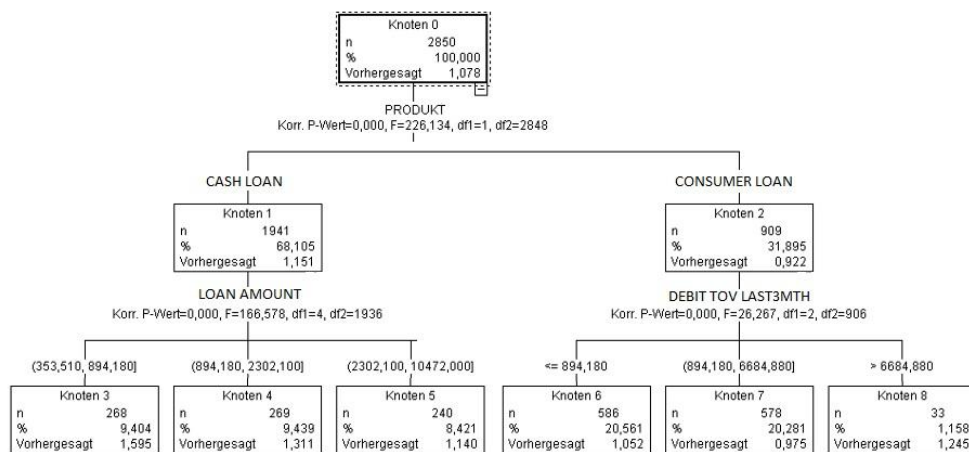 Knoten 0
n 2850
% 100,000
Vorhergesagt 1,078
PRODUKT
Korr. P-Wert=0,000, F=226,134, df1=1, df2=2848
CASH LOAN
CONSUMER LOAN
Knoten 1
n 1941
% 68,105
Vorhergesagt 1,151
Knoten 2
n 909
% 31,895
Vorhergesagt 0,922
LOAN AMOUNT
Korr. P-Wert=0,000, F=166,578, df1=4, df2=1936
DEBIT TOV LAST3MTH
Korr. P-Wert=0,000, F=26,267, df1=2, df2=906
(353,510, 894,180]
(894,180, 2302,100]
(2302,100, 10472,000]
<= 894,180
(894,180, 6684,880]
> 6684,880
Knoten 3
n 268
% 9,404
Vorhergesagt 1,595
Knoten 4
n 269
% 9,439
Vorhergesagt 1,311
Knoten 5
n 240
% 8,421
Vorhergesagt 1,140
Knoten 6
n 586
% 20,561
Vorhergesagt 1,052
Knoten 7
n 578
% 20,281
Vorhergesagt 0,975
Knoten 8
n 33
% 1,158
Vorhergesagt 1,245